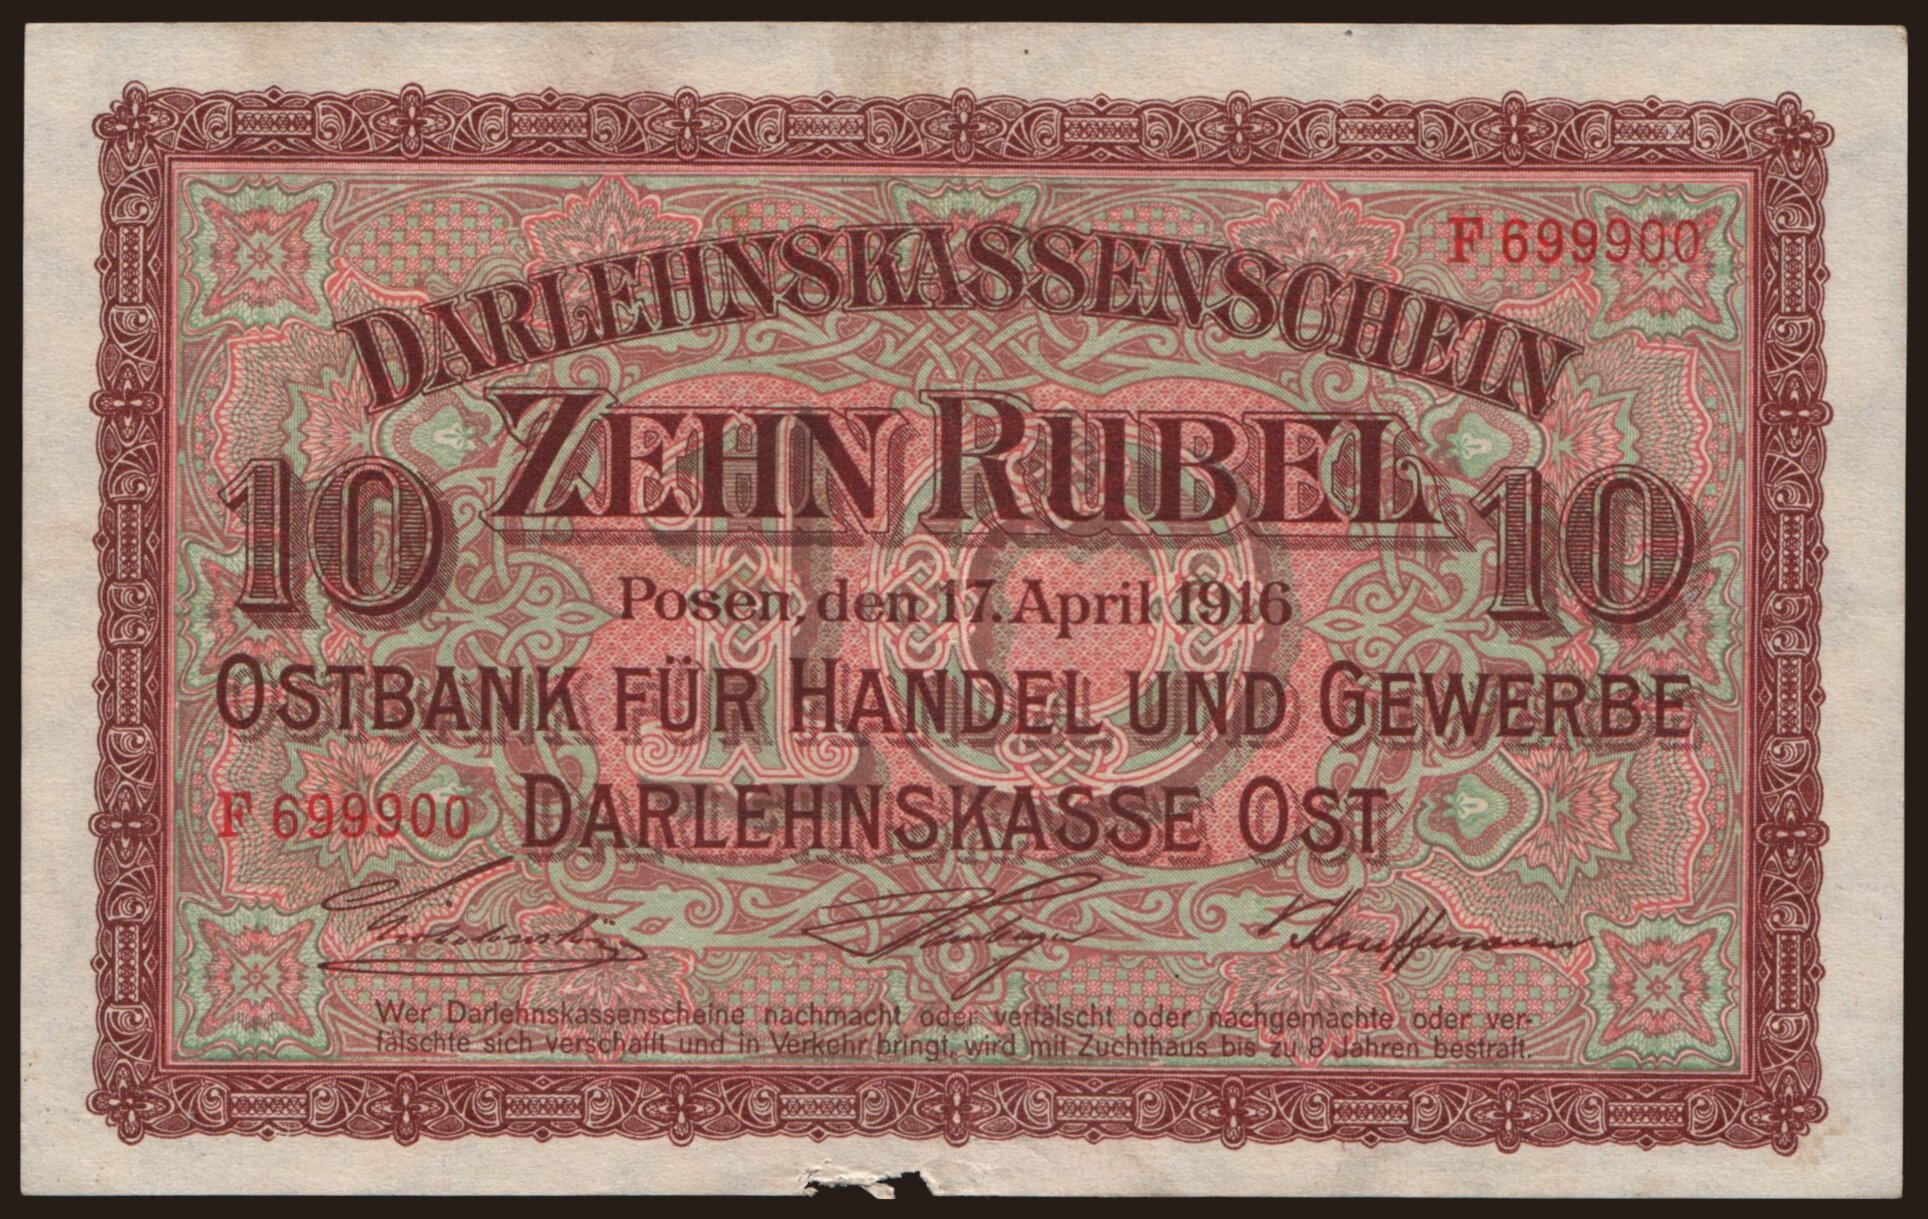 F 699900
DARLEHNSKASSENSCHEIN
ZEHN RUBEL
10 10
Posen, den 17. April 1916
OSTBANK FÜR HANDEL UND GEWERBE
F 699900 DARLEHNSKASSE OST
Kauffmann
Wer Darlehnskassenscheine nachmacht oder verfälscht oder nachgemachte oder ver-
fälschte sich verschafft und in Verkehr bringt, wird mit Zuchthaus bis zu 8 Jahren bestraft.